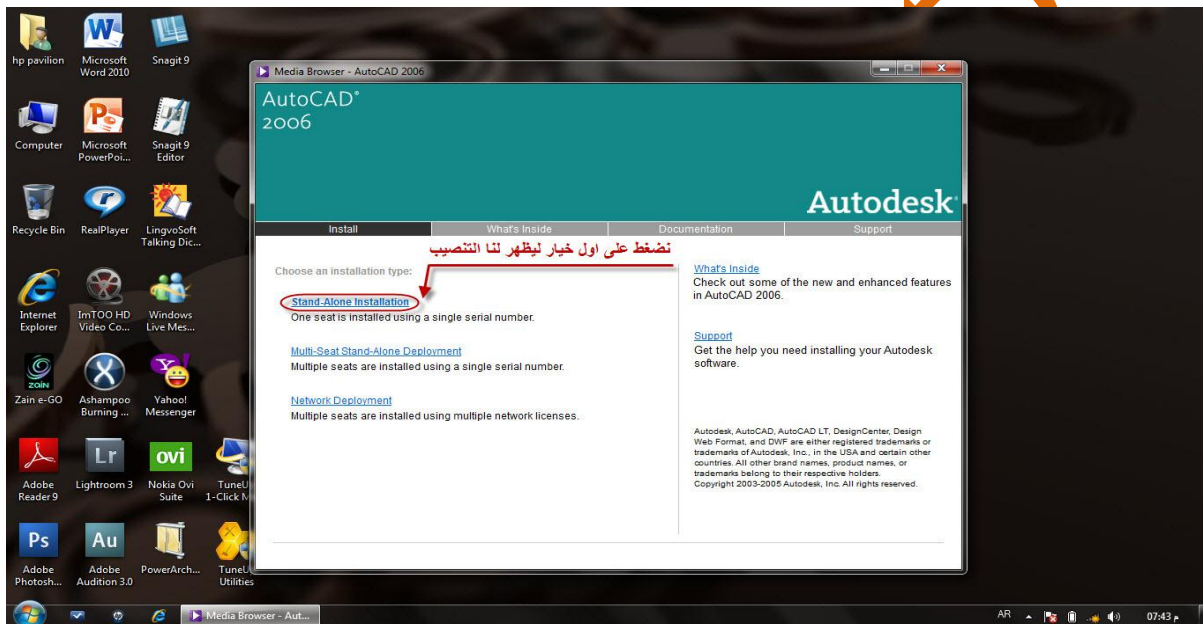 hp pavilion
Microsoft
Word 2010
Snagit 9
Computer
Microsoft
PowerPoi...
Snagit 9
Editor
Recycle Bin
RealPlayer
LingvoSoft
Talking Dic...
Internet
Explorer
ImTOO HD
Video Co...
Windows
Live Mes...
zain
Zain e-GO
Ashampoo
Burning ...
Yahoo!
Messenger
Lr
ovi
Adobe
Reader 9
Lightroom 3
Nokia Ovi
Suite
TuneU
1-Click M
Ps
Au
Adobe
Photosh...
Adobe
Audition 3.0
PowerArch...
TuneU
Utilities
Media Browser - AutoCAD 2006
AutoCAD®
2006
Autodesk®
Install
What's Inside
Documentation
Support
نضغط على اول خيار ليظهر لنا التنصيب
Choose an installation type:
Stand-Alone Installation
One seat is installed using a single serial number.
Multi-Seat Stand-Alone Deployment
Multiple seats are installed using a single serial number.
Network Deployment
Multiple seats are installed using multiple network licenses.
What's Inside
Check out some of the new and enhanced features
in AutoCAD 2006.
Support
Get the help you need installing your Autodesk
software.
Autodesk, AutoCAD, AutoCAD LT, DesignCenter, Design
Web Format, and DWF are either registered trademarks or
trademarks of Autodesk, Inc., in the USA and certain other
countries. All other brand names, product names, or
trademarks belong to their respective holders.
Copyright 2003-2005 Autodesk, Inc. All rights reserved.
Media Browser - Aut...
AR
07:43 م